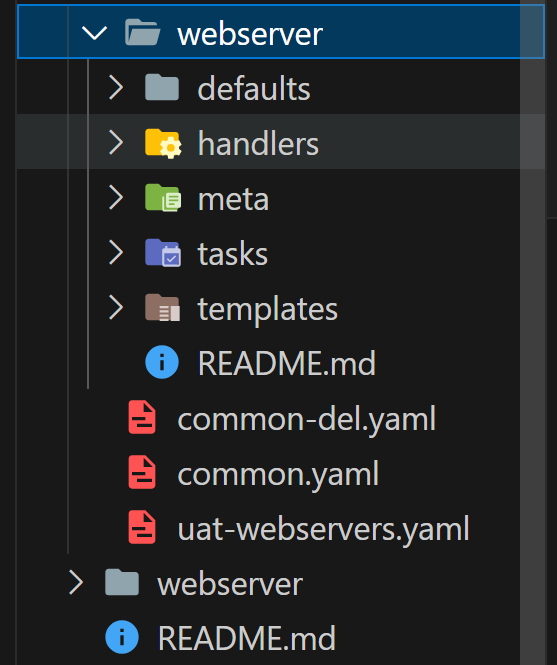 webserver
defaults
handlers
meta
tasks
templates
README.md
common-del.yaml
common.yaml
uat-webservers.yaml
webserver
README.md